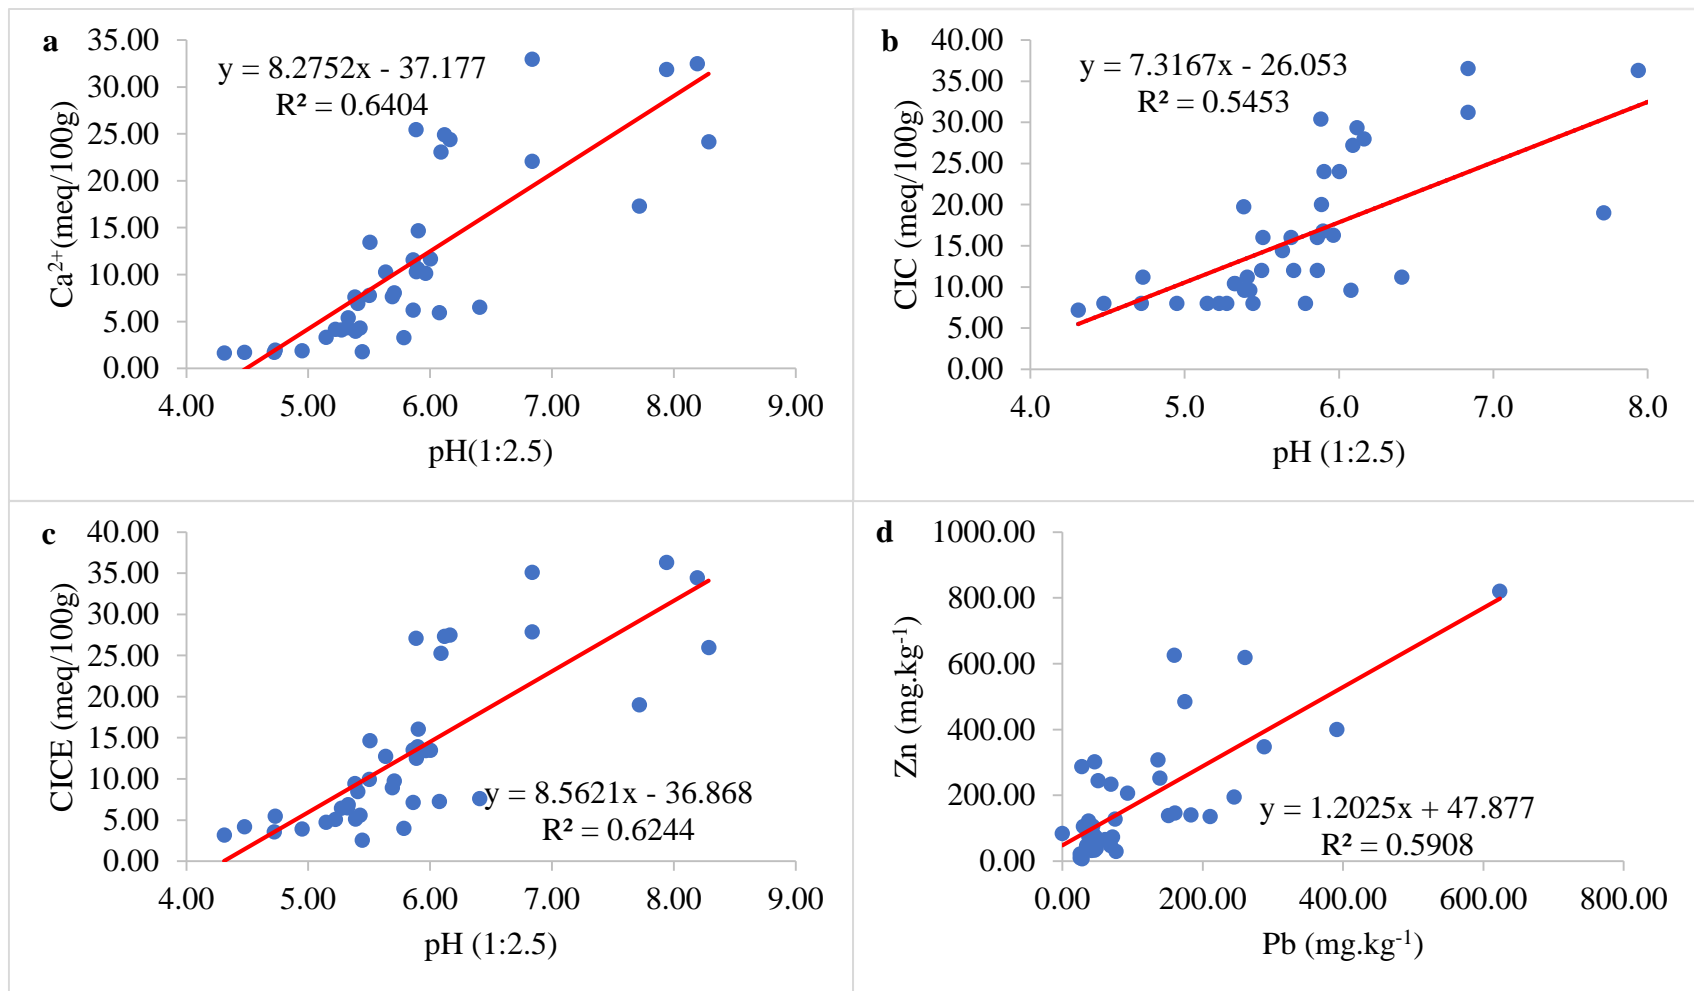 a
y = 8.2752x - 37.177
R² = 0.6404
Ca²⁺(meq/100g)
35.00
30.00
25.00
20.00
15.00
10.00
5.00
0.00
4.00 5.00 6.00 7.00 8.00 9.00
pH(1:2.5)
b
y = 7.3167x - 26.053
R² = 0.5453
CIC (meq/100g)
40.00
35.00
30.00
25.00
20.00
15.00
10.00
5.00
0.00
4.0 5.0 6.0 7.0 8.0
pH (1:2.5)
c
CICE (meq/100g)
40.00
35.00
30.00
25.00
20.00
15.00
10.00
5.00
0.00
y = 8.5621x - 36.868
R² = 0.6244
4.00 5.00 6.00 7.00 8.00 9.00
pH (1:2.5)
d
Zn (mg.kg⁻¹)
1000.00
800.00
600.00
400.00
200.00
0.00
y = 1.2025x + 47.877
R² = 0.5908
0.00 200.00 400.00 600.00 800.00
Pb (mg.kg⁻¹)